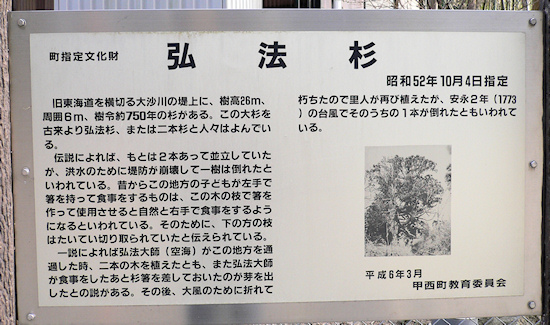 町指定文化財
弘法杉
昭和52年10月4日指定
旧東海道を横切る大沙川の堤上に、樹高26m、
周囲6m、樹令約750年の杉がある。この大杉を
古来より弘法杉、または二本杉と人々はよんでい
る。
伝説によれば、もとは2本あって並立していた
が、洪水のために堤防が崩壊して一樹は倒れたと
いわれている。昔からこの地方の子どもが左手で
箸を持って食事をするものは、この木の枝で箸を
作って使用させると自然と右手で食事をするよう
になるといわれている。そのために、下の方の枝
はたいてい切り取られていたと伝えられている。
一説によれば弘法大師（空海）がこの地方を通
過した時、二本の木を植えたとも、また弘法大師
が食事をしたあと杉箸を差しておいたのが芽を出
したとの説がある。その後、大風のために折れて
朽ちたので里人が再び植えたが、安永2年（1773
）の台風でそのうちの1本が倒れたともいわれて
いる。
平成6年3月
甲西町教育委員会